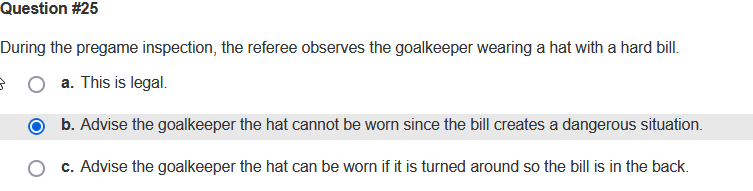 Question #25
During the pregame inspection, the referee observes the goalkeeper wearing a hat with a hard bill.
a. This is legal.
b. Advise the goalkeeper the hat cannot be worn since the bill creates a dangerous situation.
c. Advise the goalkeeper the hat can be worn if it is turned around so the bill is in the back.